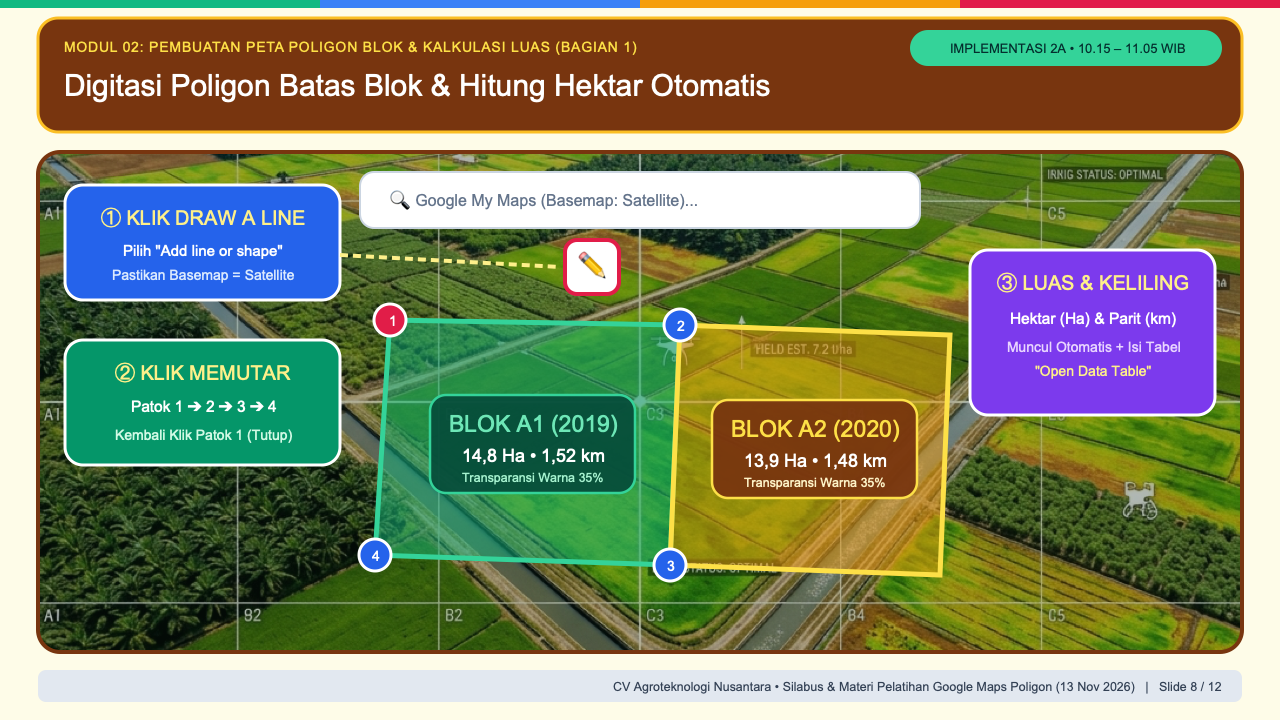 MODUL 02: PEMBUATAN PETA POLIGON BLOK & KALKULASI LUAS (BAGIAN 1)
IMPLEMENTASI 2A • 10.15 – 11.05 WIB
Digitasi Poligon Batas Blok & Hitung Hektar Otomatis
🔍 Google My Maps (Basemap: Satellite)...
① KLIK DRAW A LINE
Pilih "Add line or shape"
Pastikan Basemap = Satellite
② KLIK MEMUTAR
Patok 1 ➔ 2 ➔ 3 ➔ 4
Kembali Klik Patok 1 (Tutup)
③ LUAS & KELILING
Hektar (Ha) & Parit (km)
Muncul Otomatis + Isi Tabel
"Open Data Table"
1
2
3
4
BLOK A1 (2019)
14,8 Ha • 1,52 km
Transparansi Warna 35%
BLOK A2 (2020)
13,9 Ha • 1,48 km
Transparansi Warna 35%
A1
STATUS: OPTIMAL
C5
A1
C3
STATUS: OPTIMAL
A1
B2
B2
C3
B4
C5
CV Agroteknologi Nusantara • Silabus & Materi Pelatihan Google Maps Poligon (13 Nov 2026) | Slide 8 / 12